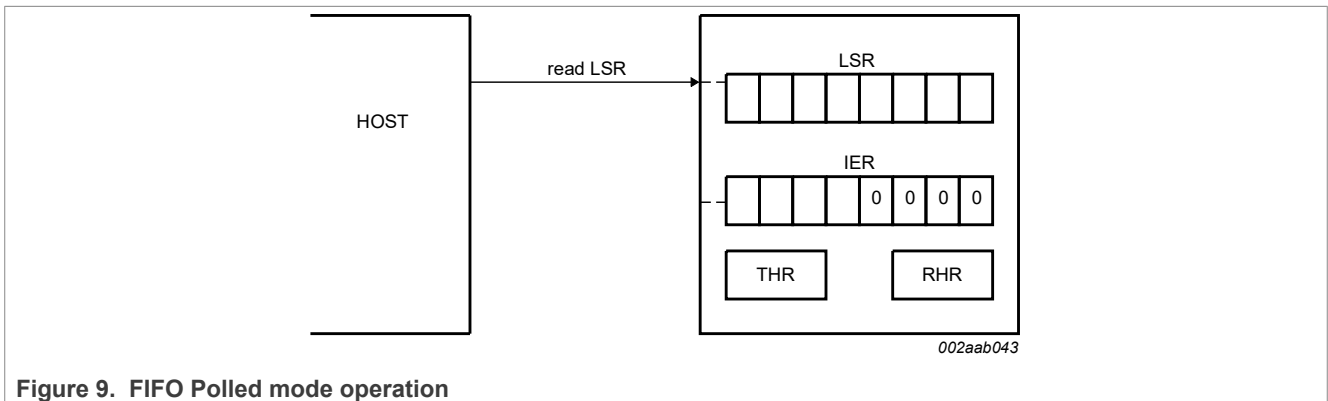 read LSR
LSR
HOST
IER
0 0 0 0
THR RHR
002aab043
Figure 9. FIFO Polled mode operation